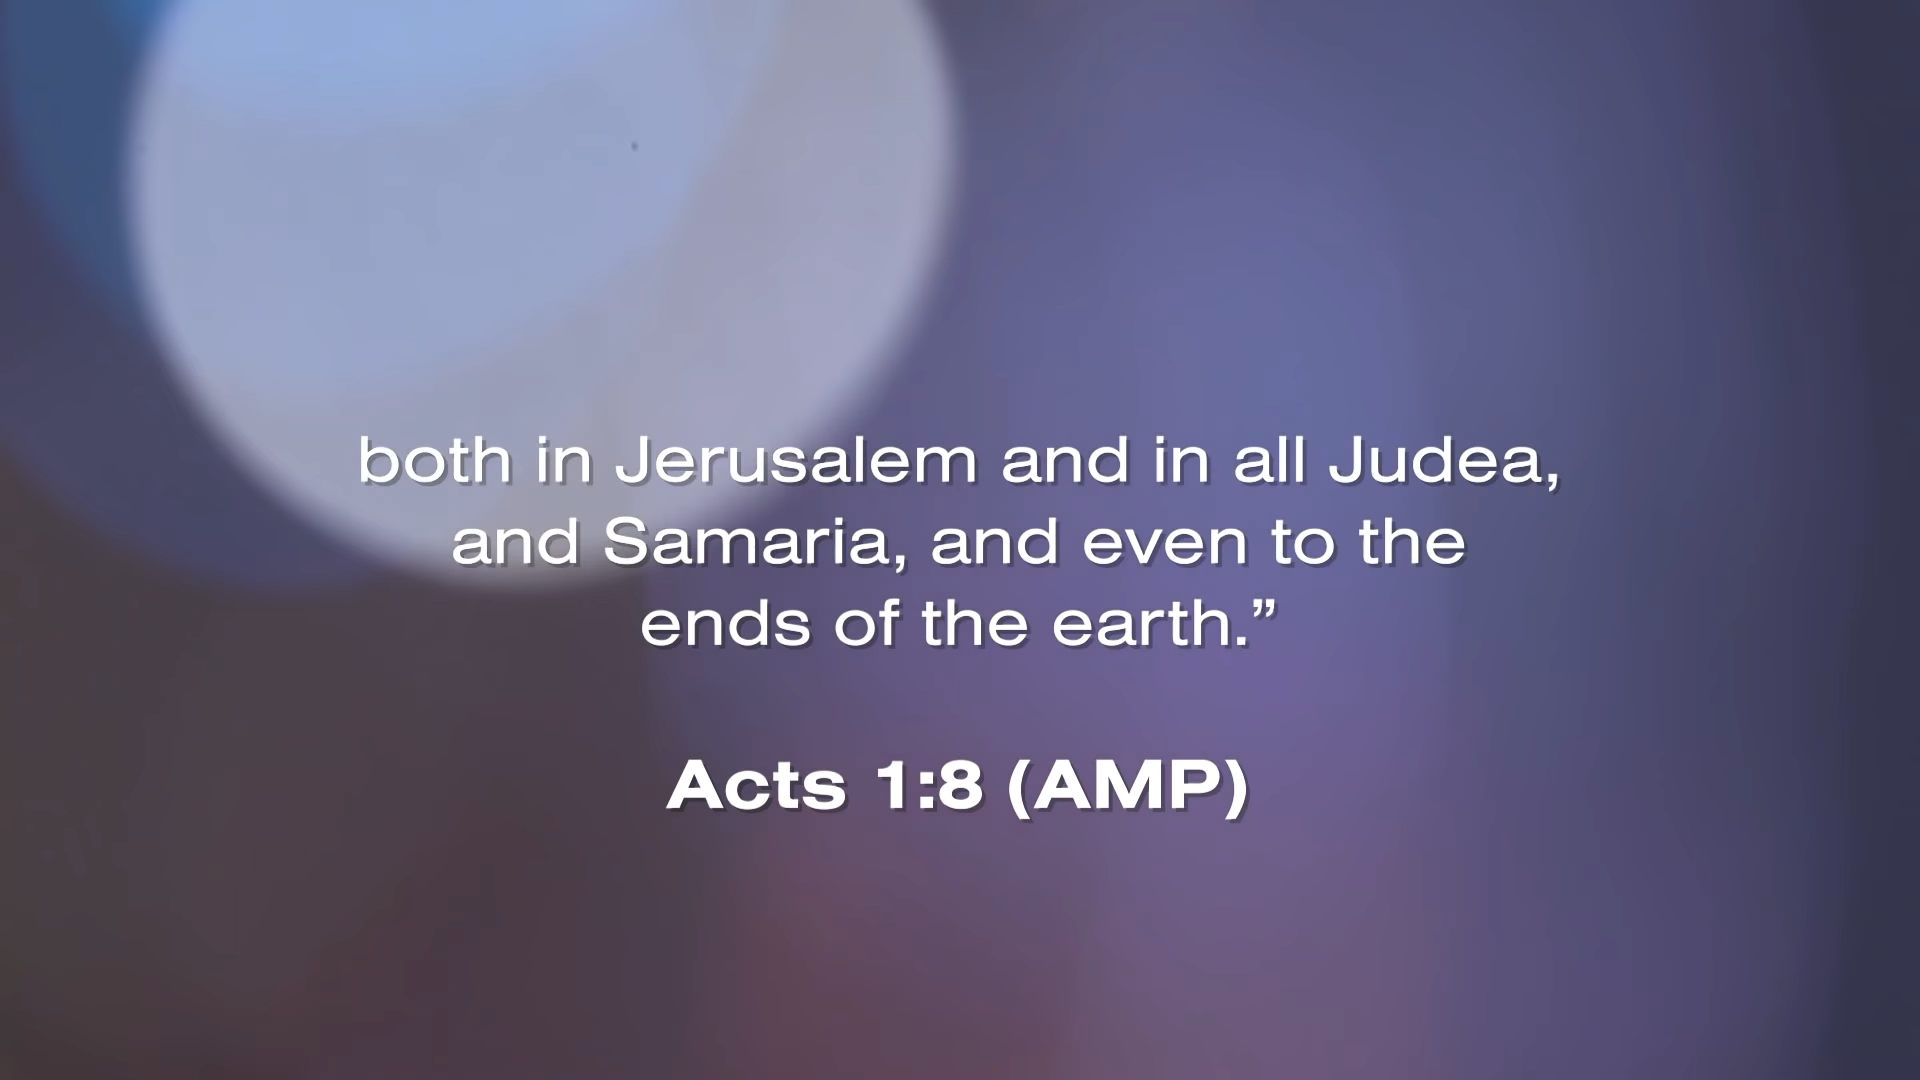 both in Jerusalem and in all Judea,
and Samaria, and even to the
ends of the earth.”
Acts 1:8 (AMP)